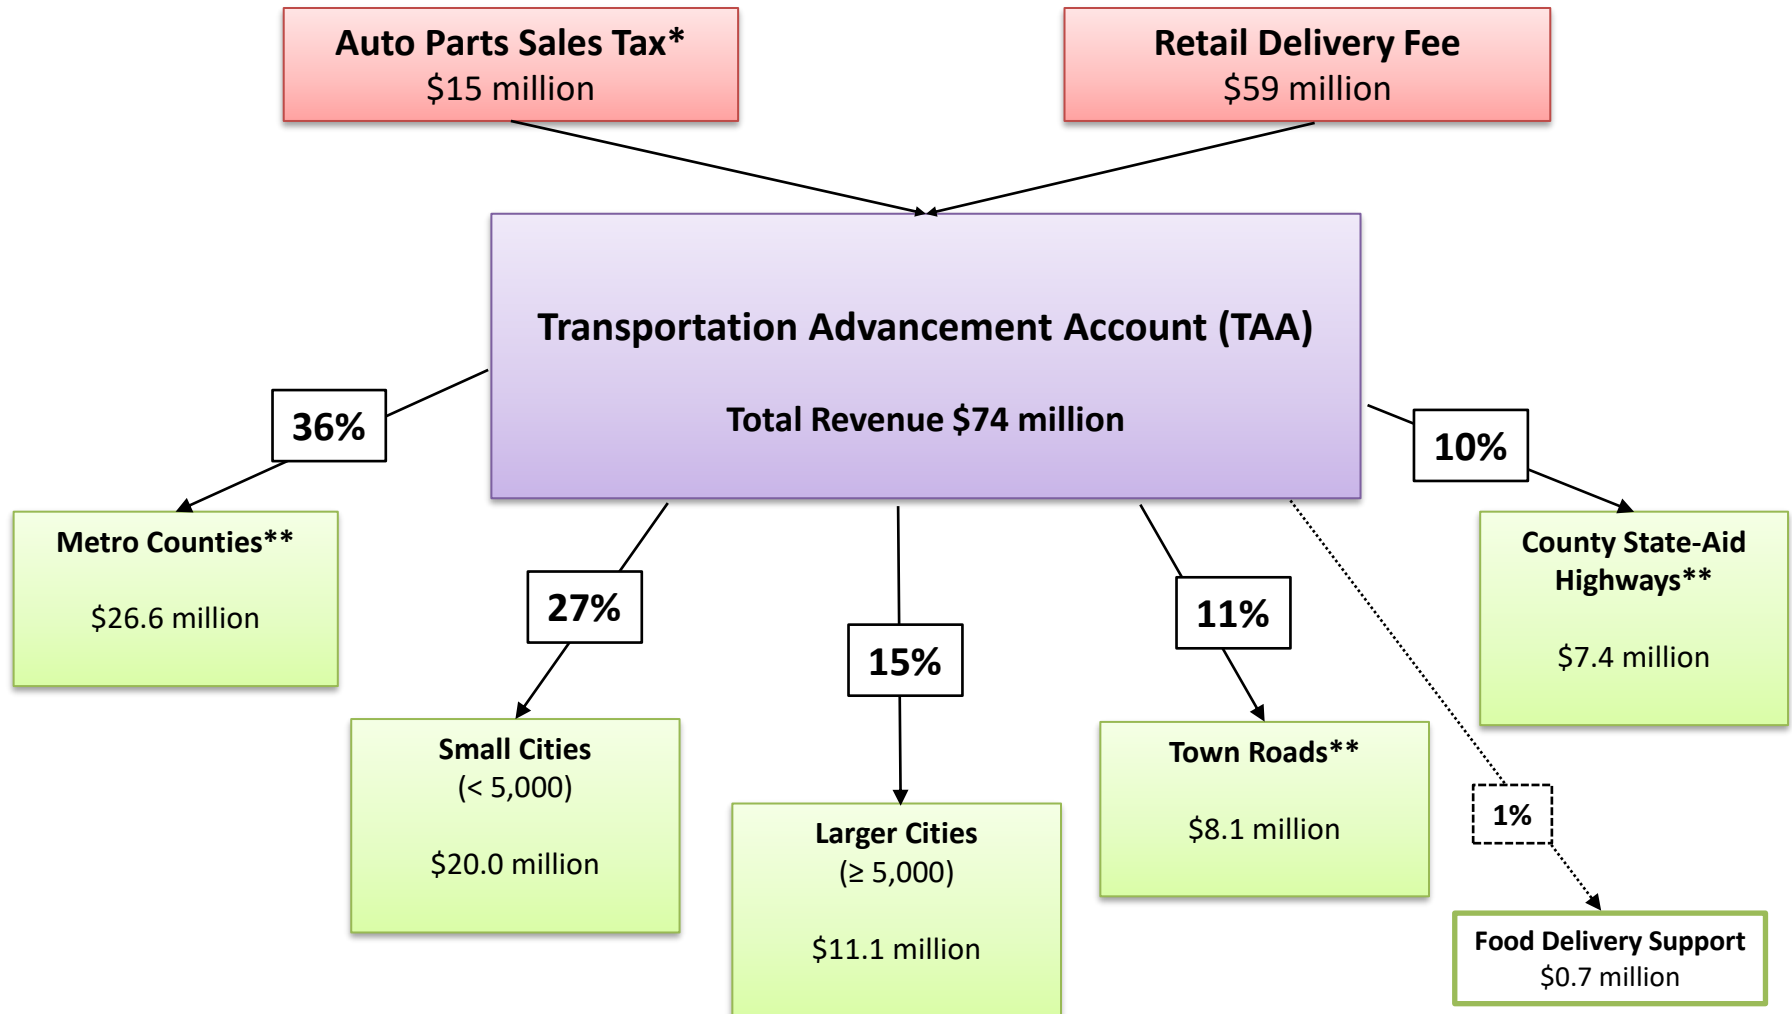 Auto Parts Sales Tax*
$15 million
Retail Delivery Fee
$59 million
Transportation Advancement Account (TAA)
Total Revenue $74 million
36%
10%
Metro Counties**
$26.6 million
County State-Aid
Highways**
$7.4 million
27%
15%
11%
Small Cities
(< 5,000)
$20.0 million
Larger Cities
(≥ 5,000)
$11.1 million
Town Roads**
$8.1 million
1%
Food Delivery Support
$0.7 million